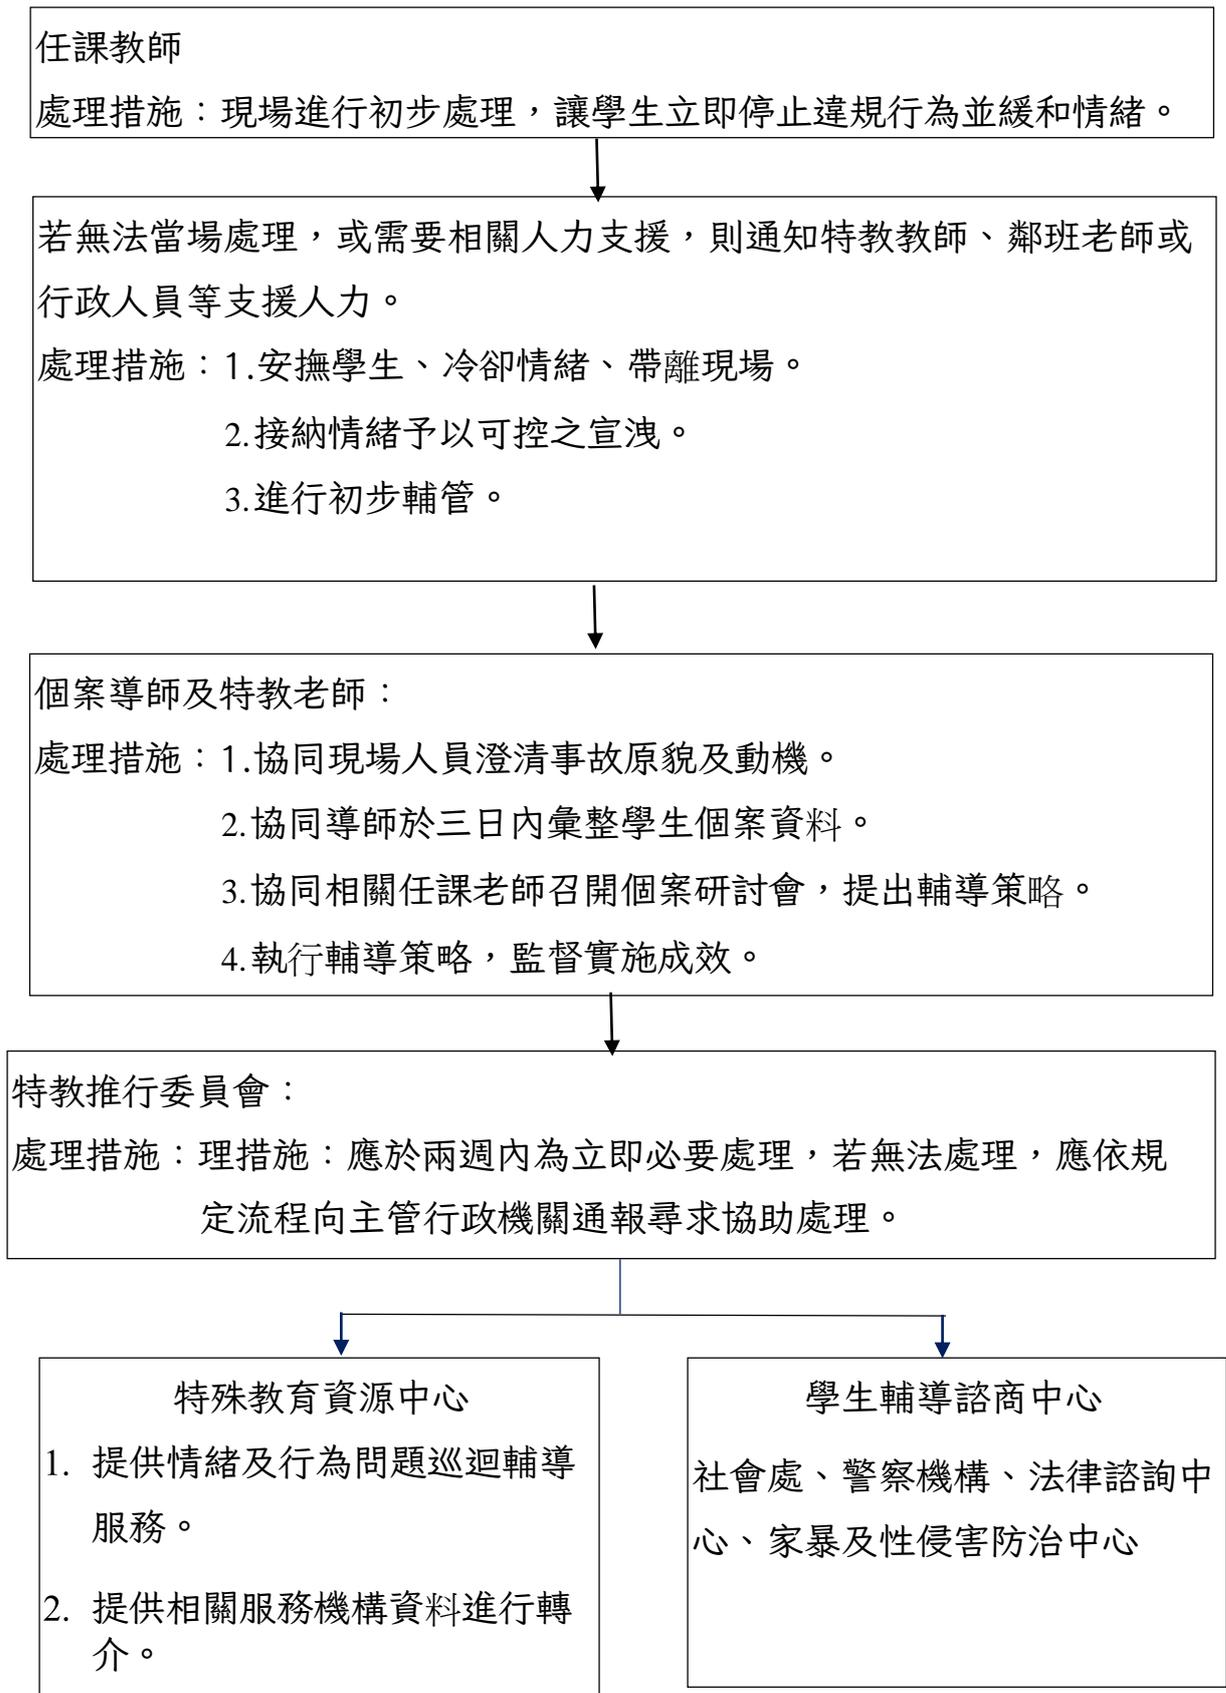 任課教師
處理措施：現場進行初步處理，讓學生立即停止違規行為並緩和情緒。
若無法當場處理，或需要相關人力支援，則通知特教教師、鄰班老師或
行政人員等支援人力。
處理措施：1.安撫學生、冷卻情緒、帶離現場。
2.接納情緒予以可控之宣洩。
3.進行初步輔管。
個案導師及特教老師：
處理措施：1.協同現場人員澄清事故原貌及動機。
2.協同導師於三日內彙整學生個案資料。
3.協同相關任課老師召開個案研討會，提出輔導策略。
4.執行輔導策略，監督實施成效。
特教推行委員會：
處理措施：理措施：應於兩週內為立即必要處理，若無法處理，應依規
定流程向主管行政機關通報尋求協助處理。
特殊教育資源中心
1. 提供情緒及行為問題巡迴輔導
服務。
2. 提供相關服務機構資料進行轉
介。
學生輔導諮商中心
社會處、警察機構、法律諮詢中
心、家暴及性侵害防治中心